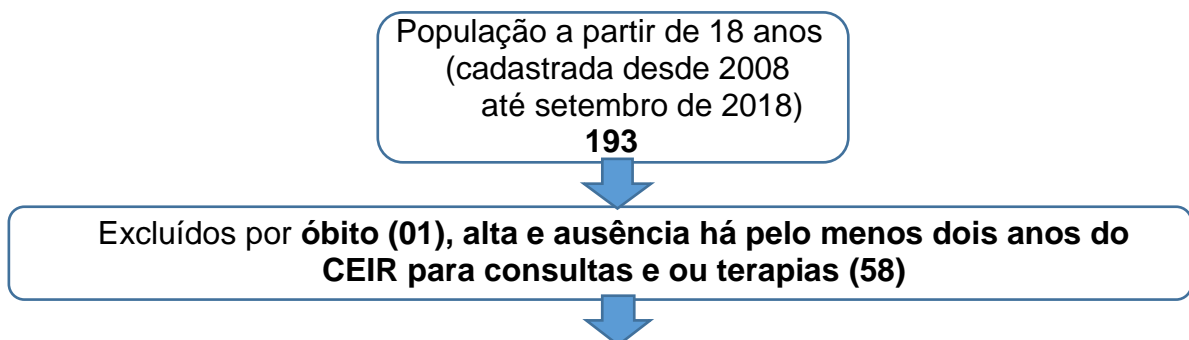 População a partir de 18 anos
(cadastrada desde 2008
até setembro de 2018)
193
Excluídos por óbito (01), alta e ausência há pelo menos dois anos do
CEIR para consultas e ou terapias (58)